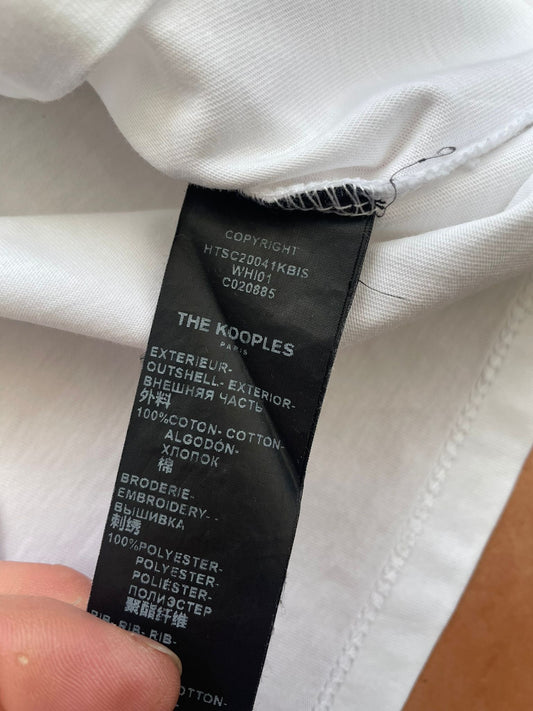 COPYRIGHT
HTSC20041KBIS
WHI01
C020885
THE KOOPLES
PARIS
EXTERIEUR-
OUTSHELL- EXTERIOR-
ВНЕШНЯЯ ЧАСТЬ
外料
100%COTON- COTTON-
ALGODÓN-
ХЛОПОК
棉
BRODERIE-
EMBROIDERY- -
ВЫШИВКА
刺绣
100%POLYESTER-
POLYESTER-
POLIÉSTER-
ПОЛИЭСТЕР
聚酯纤维
RIB- RIB- RIB-
OTTON-